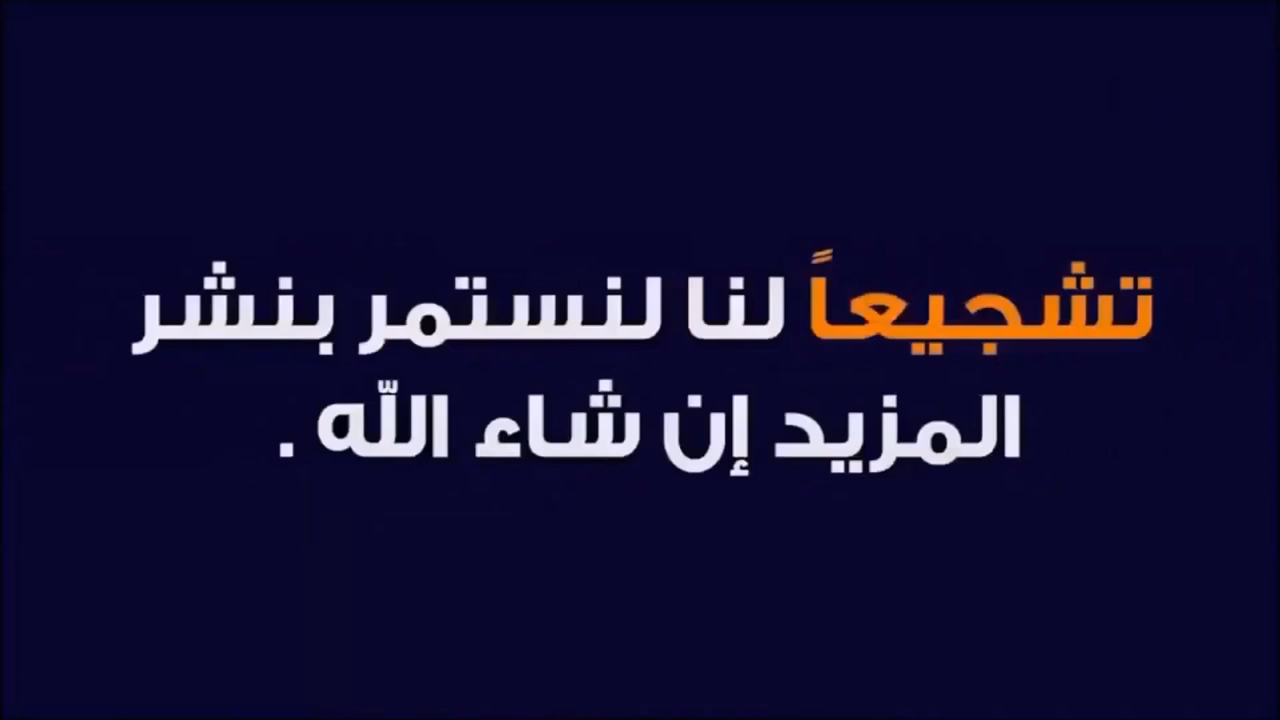 تشجيعاً لنا لنستمر بنشر
المزيد إن شاء اللّه .